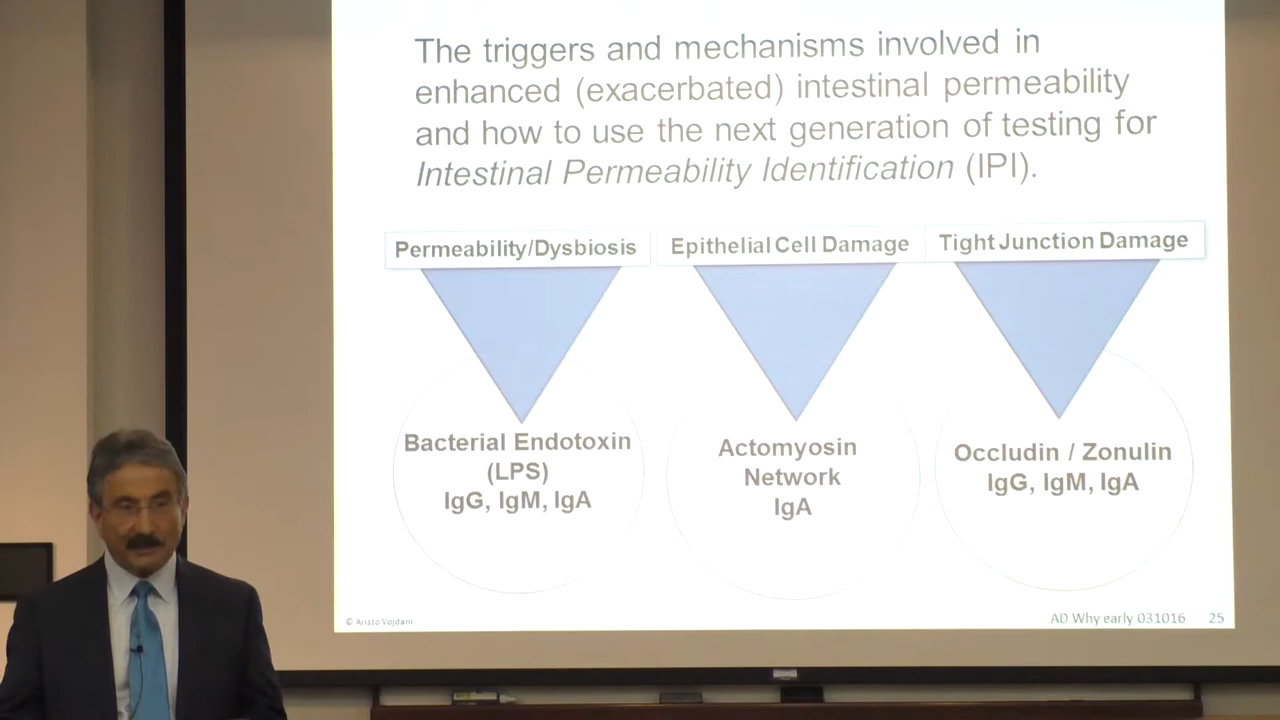 The triggers and mechanisms involved in
enhanced (exacerbated) intestinal permeability
and how to use the next generation of testing for
Intestinal Permeability Identification (IPI).
Permeability/Dysbiosis
Epithelial Cell Damage
Tight Junction Damage
Bacterial Endotoxin
(LPS)
IgG, IgM, IgA
Actomyosin
Network
IgA
Occludin / Zonulin
IgG, IgM, IgA
© Aristo Vojdani
AD Why early 031016 25